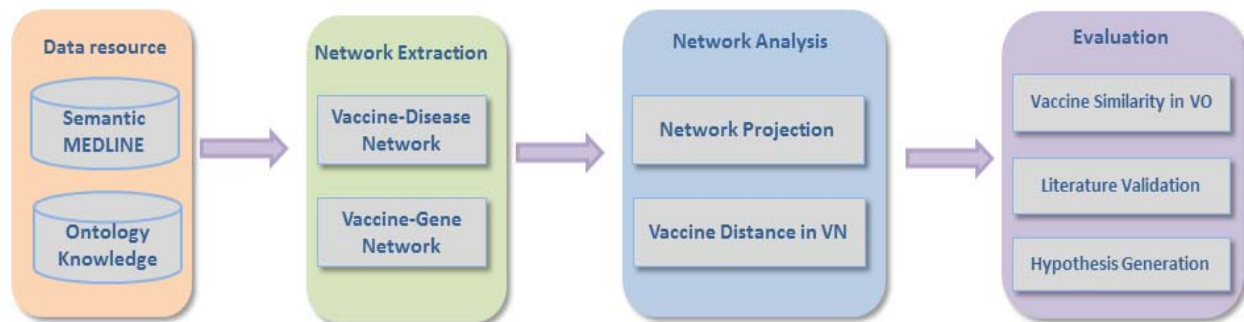 Data resource
Semantic
MEDLINE
Ontology
Knowledge
Network Extraction
Vaccine-Disease
Network
Vaccine-Gene
Network
Network Analysis
Network Projection
Vaccine Distance in VN
Evaluation
Vaccine Similarity in VO
Literature Validation
Hypothesis Generation